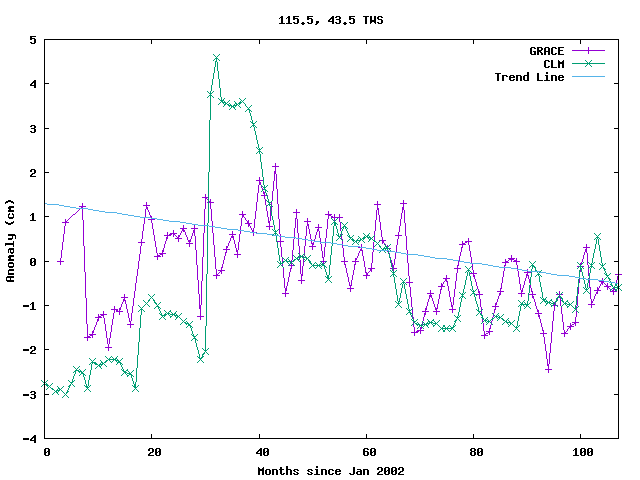 115.5, 43.5 TWS
GRACE
CLM
Trend Line
Anomaly (cm)
5
4
3
2
1
0
-1
-2
-3
-4
0 20 40 60 80 100
Months since Jan 2002